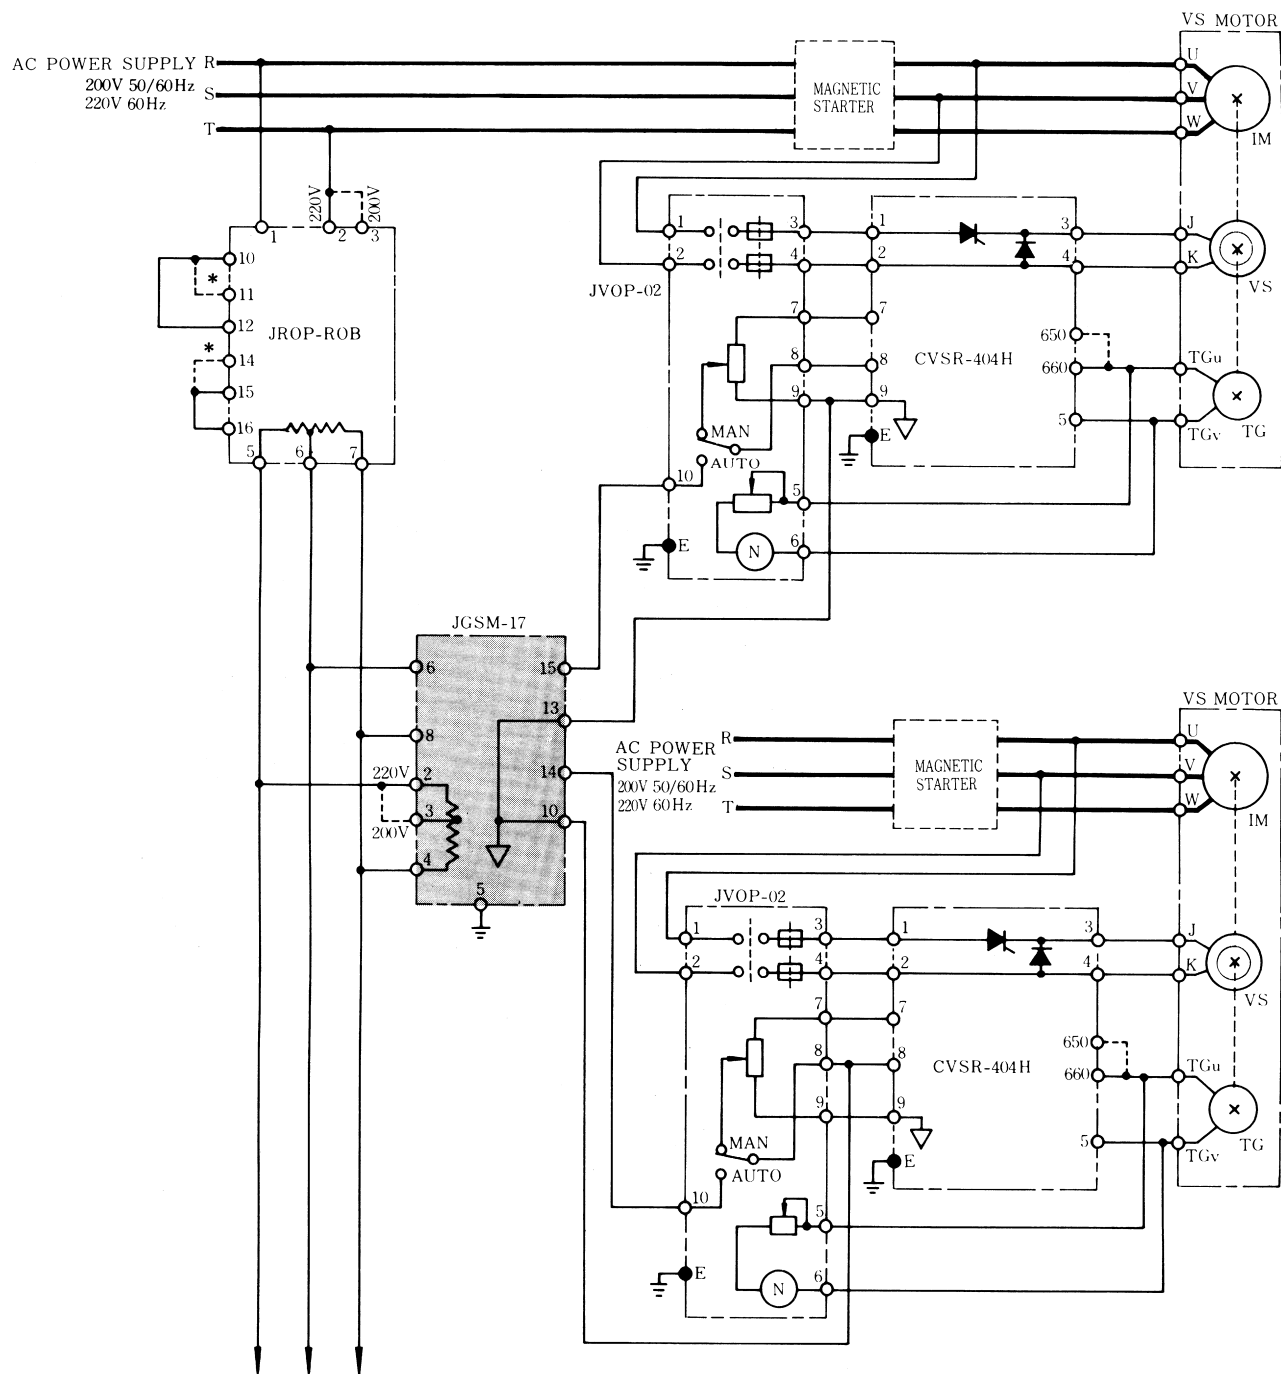 VS MOTOR
AC POWER SUPPLY R
200V 50/60Hz S
220V 60Hz
T
MAGNETIC
STARTER
U
V
W
IM
220V
200V
1 2 3
10
*
11
12
JROP-ROB
*
14
15
16
5 6 7
1 3 1 3 J
2 4 2 4 K
VS
JVOP-02
7 7
650
8 8 CVSR-404H
660 TGu
9 9
5 TGv TG
E
MAN
AUTO
10
5
E
N 6
JGSM-17
6 15
13
8
14
220V 2
3 10
200V
4
5
VS MOTOR
AC POWER R
SUPPLY S
200V 50/60Hz
220V 60Hz T
MAGNETIC
STARTER
U
V
W
IM
JVOP-02
1 3 1 3 J
2 4 2 4 K
VS
7 7
650
8 8 CVSR-404H
660 TGu
9 9
5 TGv TG
MAN
E
AUTO
10
5
E
N 6